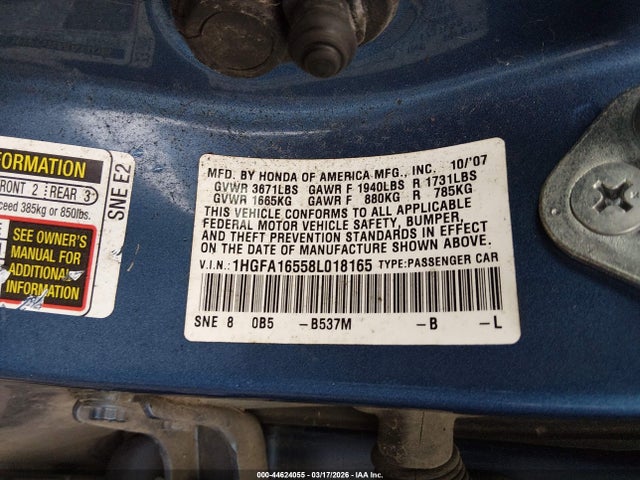 FORMATION
FRONT 2 REAR 3
ceed 385kg or 850lbs.
SEE OWNER'S
MANUAL FOR
ADDITIONAL
INFORMATION
SNE E2
MFD. BY HONDA OF AMERICA MFG., INC. 10/'07
GVWR 3671LBS GAWR F 1940LBS R 1731LBS
GVWR 1665KG GAWR F 880KG R 785KG
THIS VEHICLE CONFORMS TO ALL APPLICABLE
FEDERAL MOTOR VEHICLE SAFETY, BUMPER,
AND THEFT PREVENTION STANDARDS IN EFFECT
ON THE DATE OF MANUFACTURE SHOWN ABOVE.
V.I.N.: 1HGFA16558L018165 TYPE:PASSENGER CAR
SNE 8 0B5 -B537M -B -L
000-44624055 | 03/17/2026 | IAAI.COM